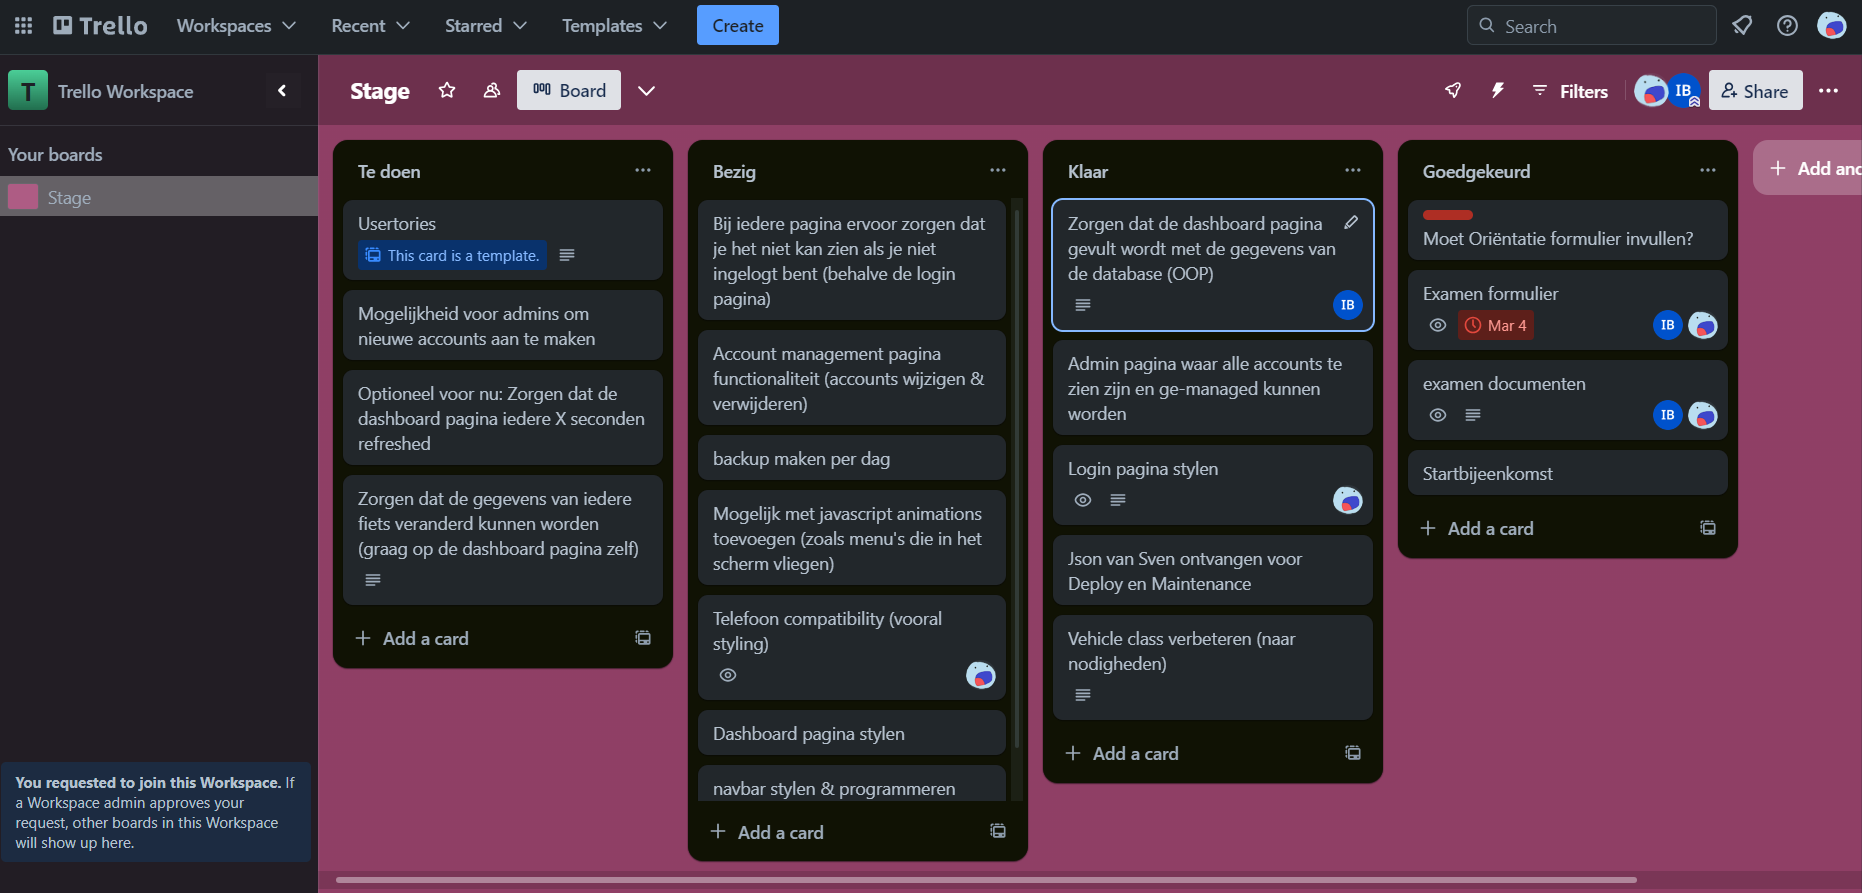 Trello
Workspaces
Recent
Starred
Templates
Create
Search
T
Trello Workspace
Stage
Board
Filters
IB
Share
Your boards
Stage
Te doen
Usertories
This card is a template.
Mogelijkheid voor admins om
nieuwe accounts aan te maken
Optioneel voor nu: Zorgen dat de
dashboard pagina iedere X seconden
refreshed
Zorgen dat de gegevens van iedere
fiets veranderd kunnen worden
(graag op de dashboard pagina zelf)
Add a card
Bezig
Bij iedere pagina ervoor zorgen dat
je het niet kan zien als je niet
ingelogt bent (behalve de login
pagina)
Account management pagina
functionaliteit (accounts wijzigen &
verwijderen)
backup maken per dag
Mogelijk met javascript animations
toevoegen (zoals menu's die in het
scherm vliegen)
Telefoon compatibility (vooral
styling)
Dashboard pagina stylen
navbar stylen & programmeren
Add a card
Klaar
Zorgen dat de dashboard pagina
gevult wordt met de gegevens van
de database (OOP)
IB
Admin pagina waar alle accounts te
zien zijn en ge-managed kunnen
worden
Login pagina stylen
Json van Sven ontvangen voor
Deploy en Maintenance
Vehicle class verbeteren (naar
nodigheden)
Add a card
Goedgekeurd
Moet Oriëntatie formulier invullen?
Examen formulier
Mar 4
IB
examen documenten
IB
Startbijeenkomst
Add a card
Add ano
You requested to join this Workspace. If
a Workspace admin approves your
request, other boards in this Workspace
will show up here.